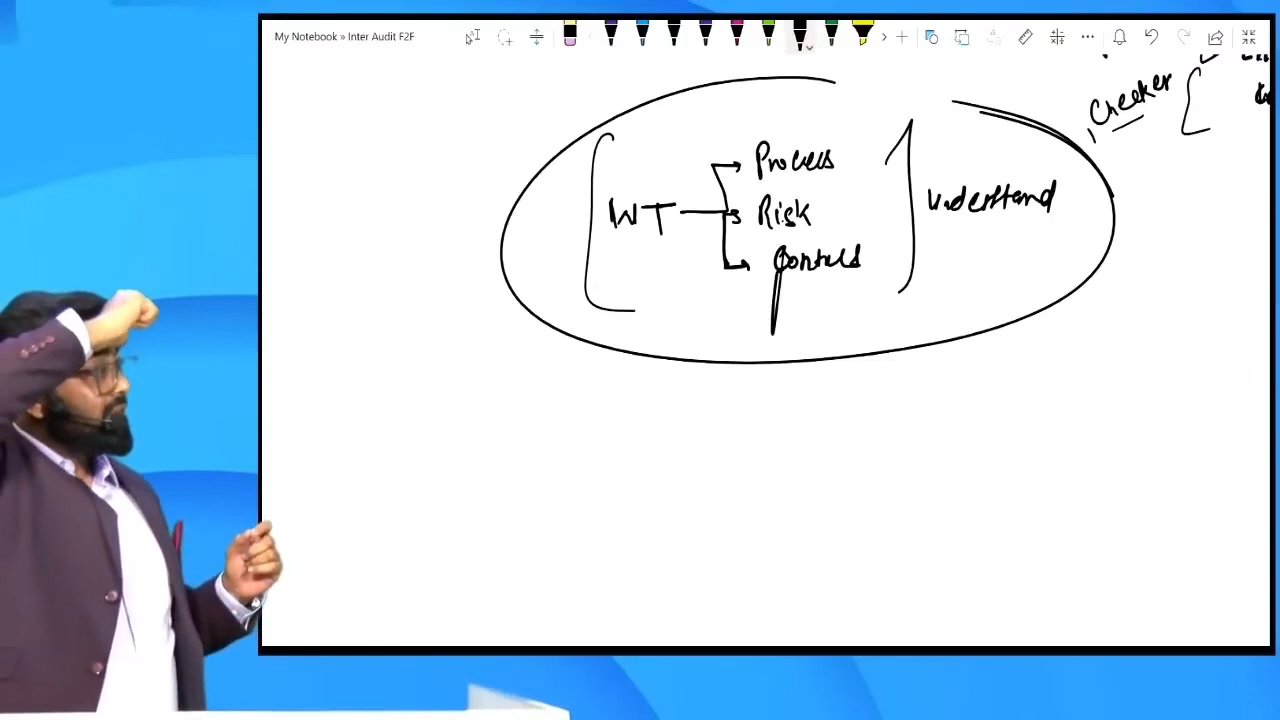 My Notebook » Inter Audit F2F
Checker
Process
WT
Risk
Understand
Controls